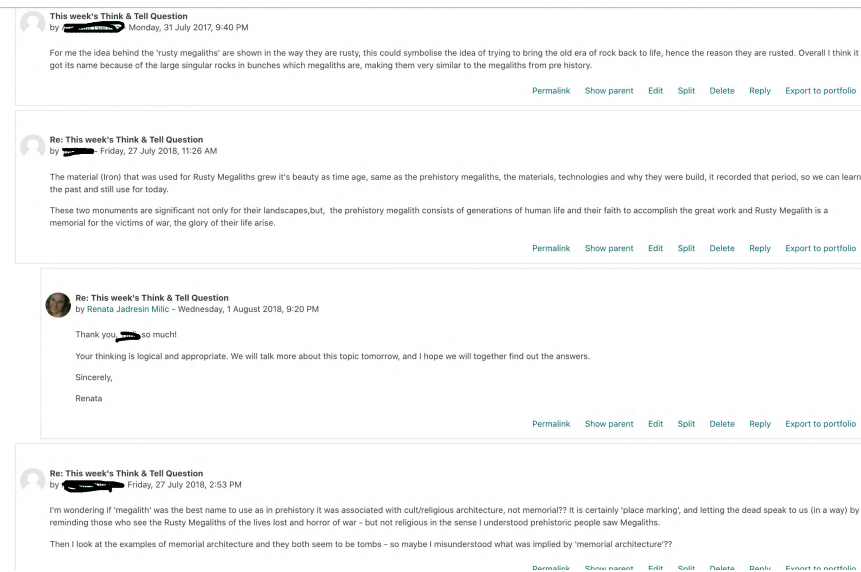 This week's Think & Tell Question
by Monday, 31 July 2017, 9:40 PM
For me the idea behind the 'rusty megaliths' are shown in the way they are rusty, this could symbolise the idea of trying to bring the old era of rock back to life, hence the reason they are rusted. Overall I think it
got its name because of the large singular rocks in bunches which megaliths are, making them very similar to the megaliths from pre history.
Permalink Show parent Edit Split Delete Reply Export to portfolio
Re: This week's Think & Tell Question
by - Friday, 27 July 2018, 11:26 AM
The material (Iron) that was used for Rusty Megaliths grew it's beauty as time age, same as the prehistory megaliths, the materials, technologies and why they were build, it recorded that period, so we can learn
the past and still use for today.
These two monuments are significant not only for their landscapes,but, the prehistory megalith consists of generations of human life and their faith to accomplish the great work and Rusty Megalith is a
memorial for the victims of war, the glory of their life arise.
Permalink Show parent Edit Split Delete Reply Export to portfolio
Re: This week's Think & Tell Question
by Renata Jadresin Milic - Wednesday, 1 August 2018, 9:20 PM
Thank you, so much!
Your thinking is logical and appropriate. We will talk more about this topic tomorrow, and I hope we will together find out the answers.
Sincerely,
Renata
Permalink Show parent Edit Split Delete Reply Export to portfolio
Re: This week's Think & Tell Question
by Friday, 27 July 2018, 2:53 PM
I'm wondering if 'megalith' was the best name to use as in prehistory it was associated with cult/religious architecture, not memorial?? It is certainly 'place marking', and letting the dead speak to us (in a way) by
reminding those who see the Rusty Megaliths of the lives lost and horror of war - but not religious in the sense I understood prehistoric people saw Megaliths.
Then I look at the examples of memorial architecture and they both seem to be tombs - so maybe I misunderstood what was implied by 'memorial architecture'??
Permalink Show parent Edit Split Delete Reply Export to portfolio